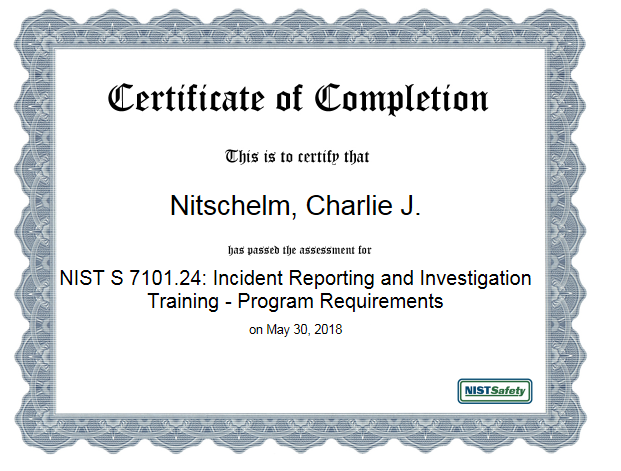 Certificate of Completion
This is to certify that
Nitschelm, Charlie J.
has passed the assessment for
NIST S 7101.24: Incident Reporting and Investigation
Training - Program Requirements
on May 30, 2018
NISTSafety